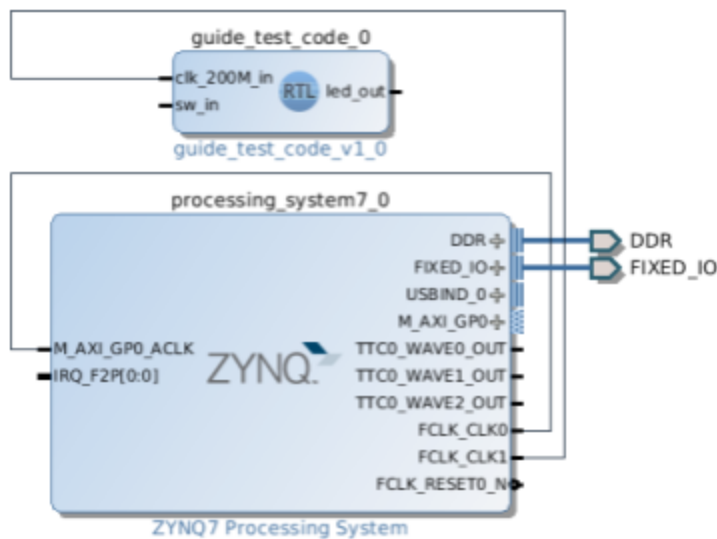 guide_test_code_0
clk_200M_in
sw_in
RTL
led_out
guide_test_code_v1_0
processing_system7_0
DDR
FIXED_IO
USBIND_0
M_AXI_GP0
M_AXI_GP0_ACLK
IRQ_F2P[0:0]
ZYNQ
TTC0_WAVE0_OUT
TTC0_WAVE1_OUT
TTC0_WAVE2_OUT
FCLK_CLK0
FCLK_CLK1
FCLK_RESET0_N
DDR
FIXED_IO
ZYNQ7 Processing System